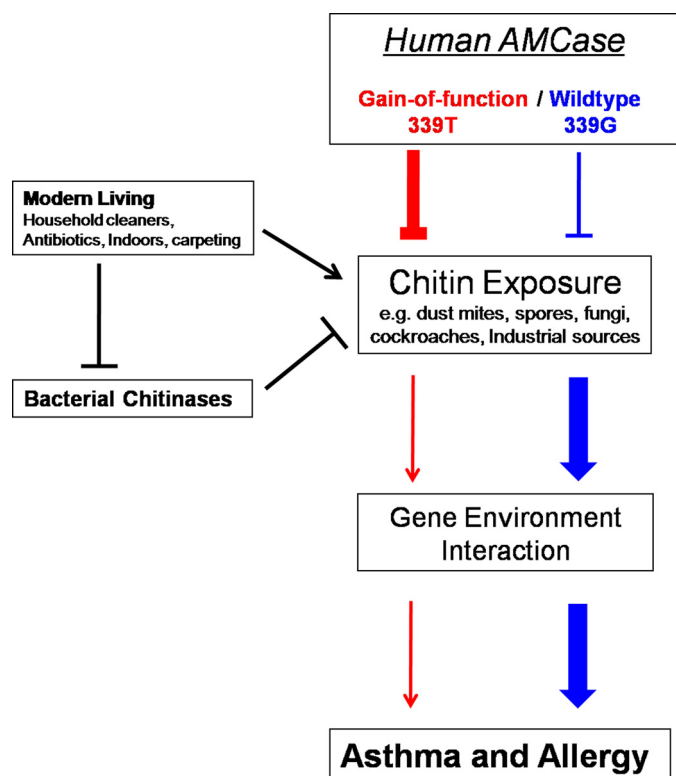 Human AMCase
Gain-of-function / Wildtype
339T 339G
Modern Living
Household cleaners,
Antibiotics, Indoors, carpeting
Chitin Exposure
e.g. dust mites, spores, fungi,
cockroaches, Industrial sources
Bacterial Chitinases
Gene Environment
Interaction
Asthma and Allergy